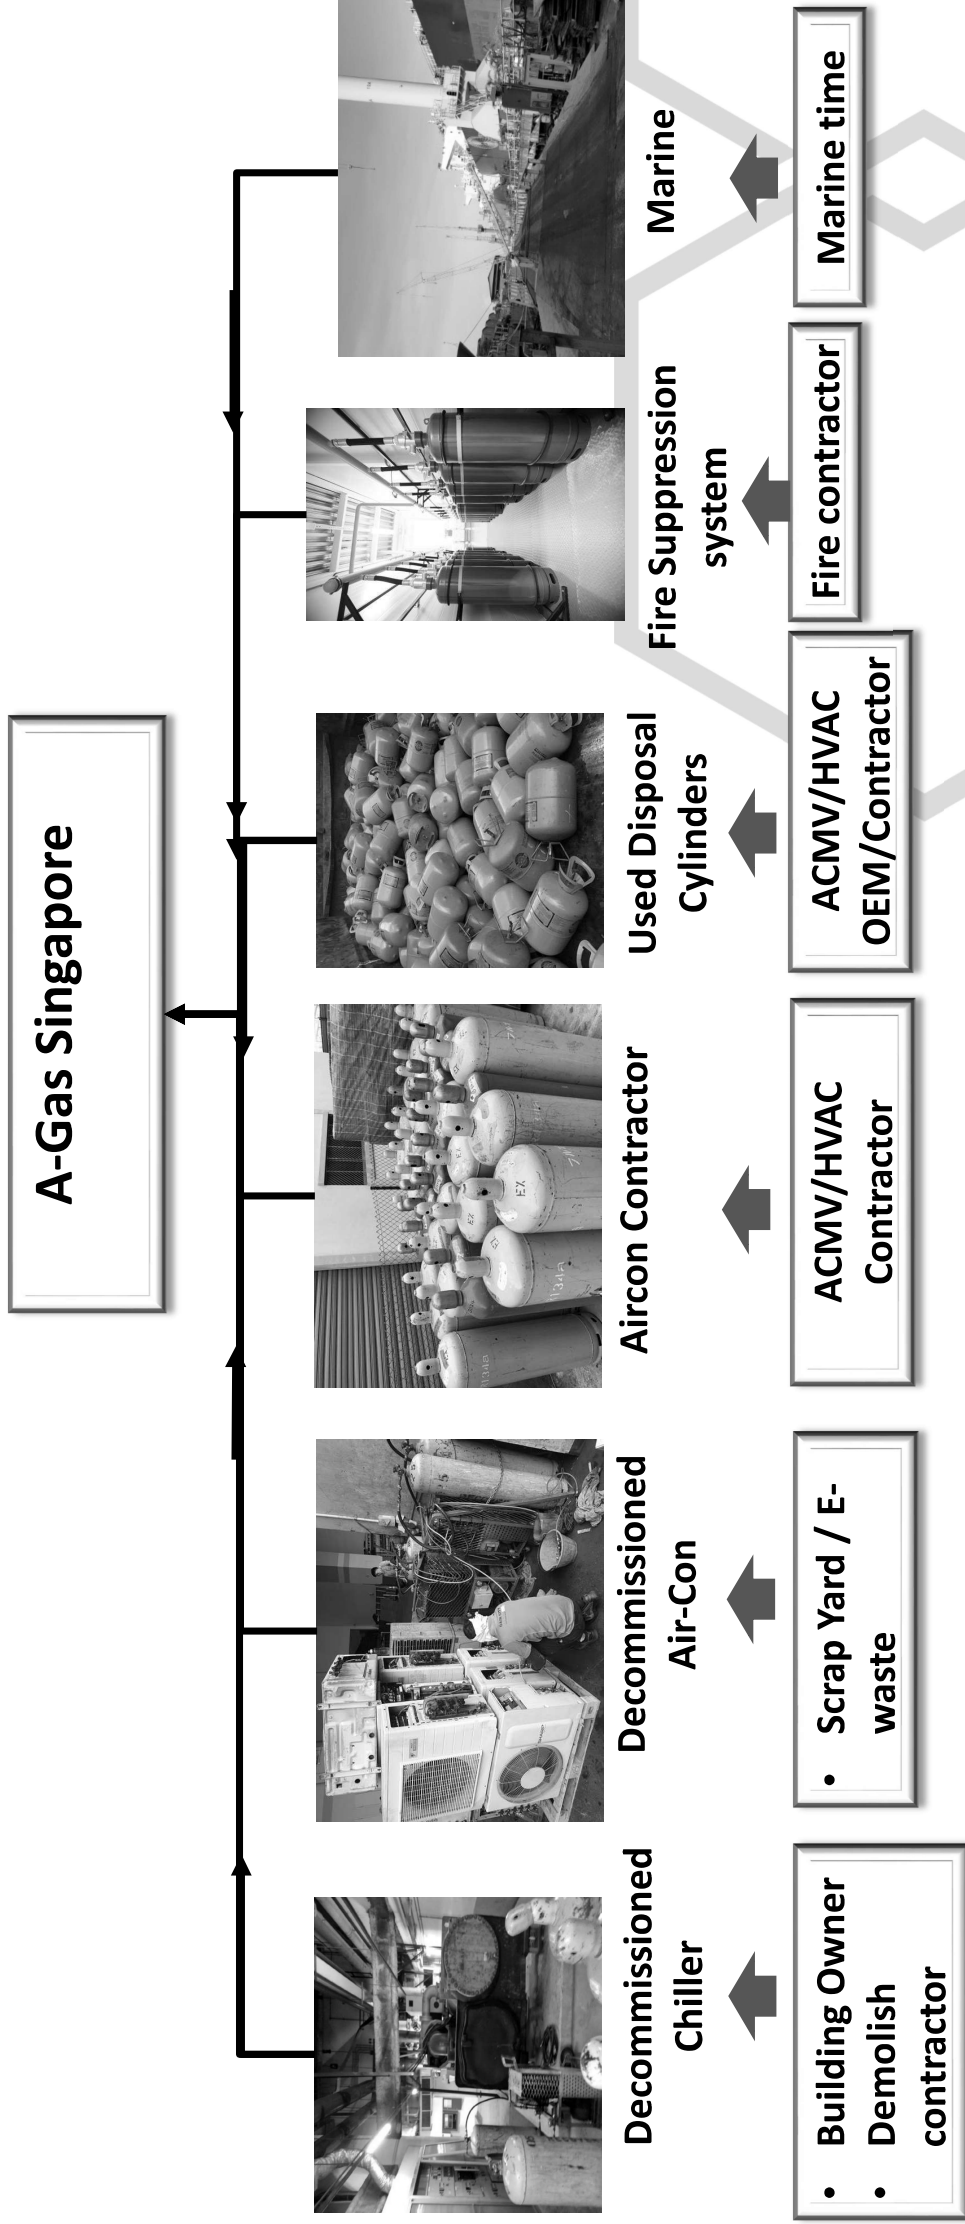 A-Gas Singapore
Decommissioned
Chiller
Decommissioned
Air-Con
Aircon Contractor
Used Disposal
Cylinders
Fire Suppression
system
Marine
• Building Owner
• Demolish
contractor
• Scrap Yard / E-
waste
ACMV/HVAC
Contractor
ACMV/HVAC
OEM/Contractor
Fire contractor
Marine time